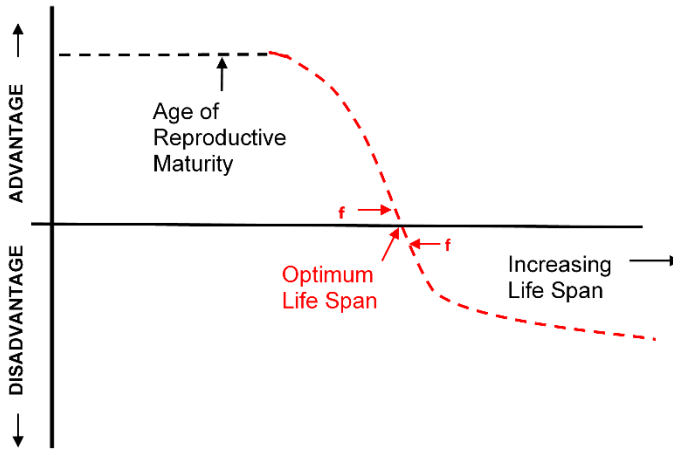 ADVANTAGE
DISADVANTAGE
Age of
Reproductive
Maturity
f
f
Optimum
Life Span
Increasing
Life Span